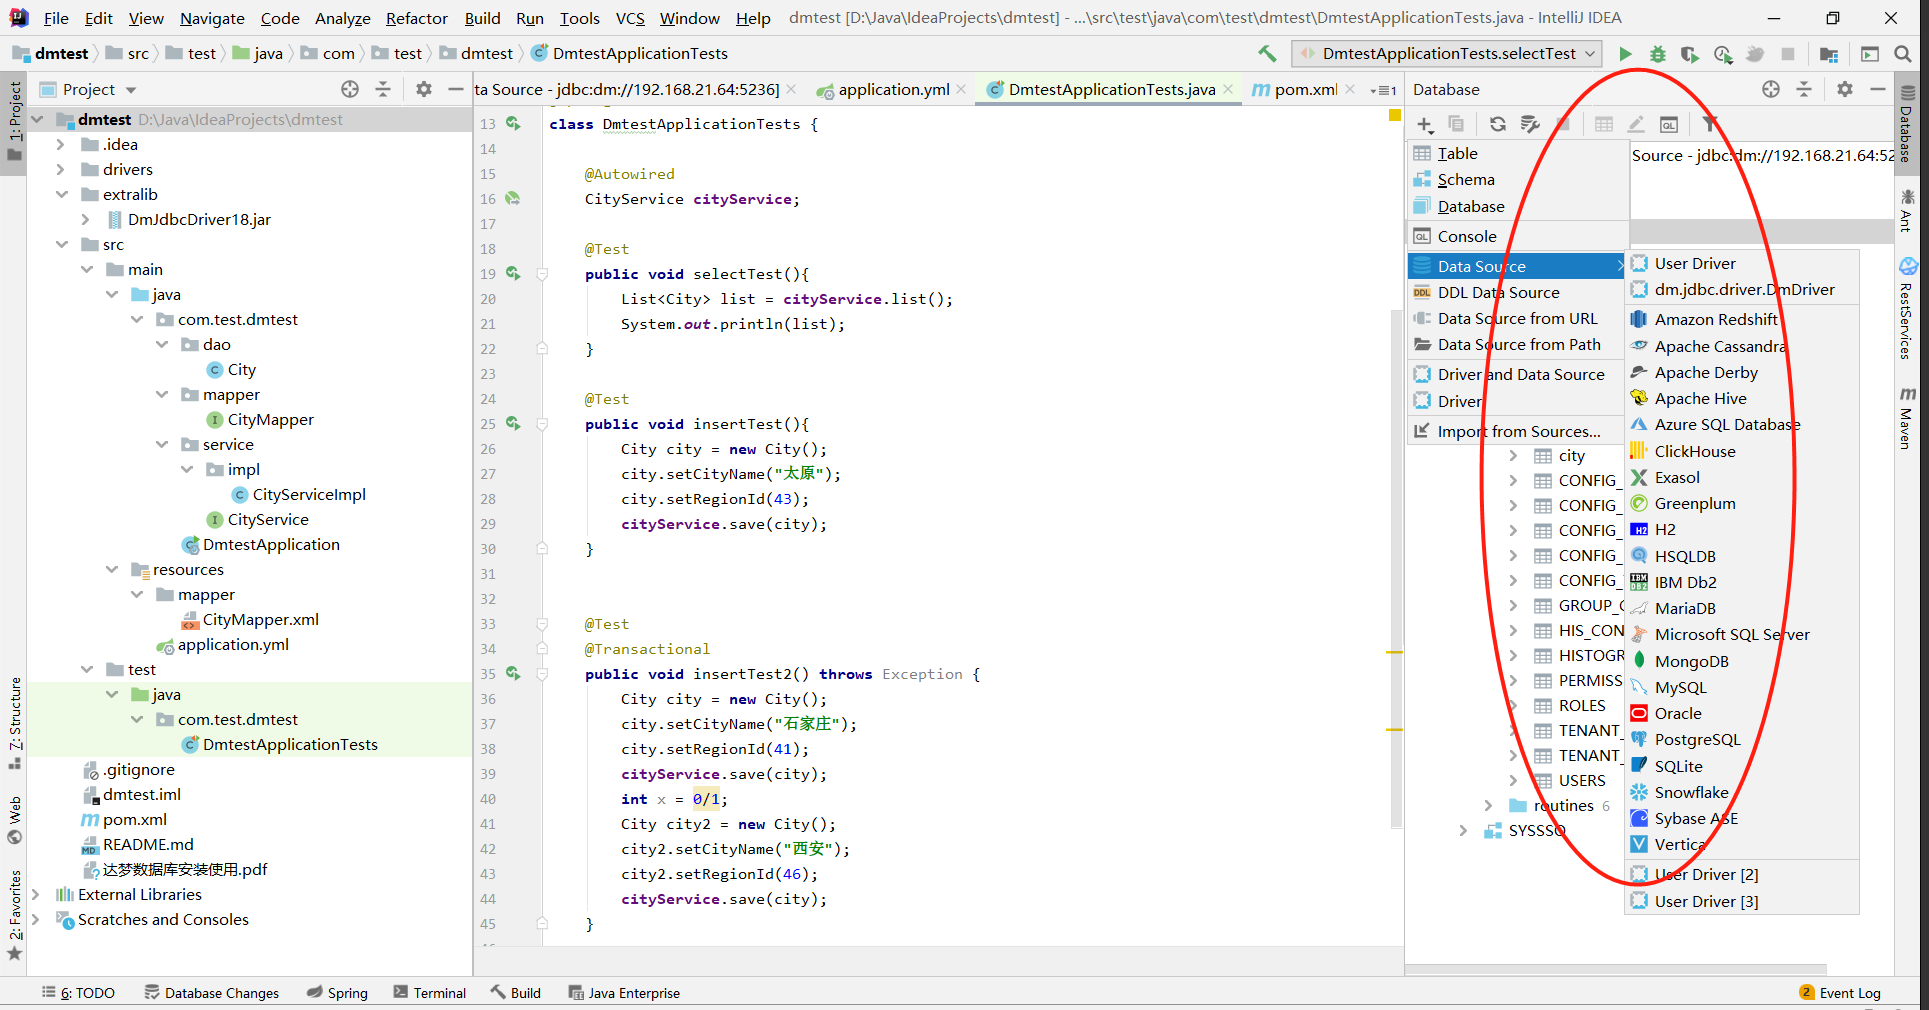 File Edit View Navigate Code Analyze Refactor Build Run Tools VCS Window Help dmtest [D:\Java\IdeaProjects\dmtest] - ...\src\test\java\com\test\dmtest\DmtestApplicationTests.java - IntelliJ IDEA
dmtest src test java com test dmtest DmtestApplicationTests DmtestApplicationTests.selectTest
1: Project
7: Structure
Web
2: Favorites
Project
dmtest D:\Java\IdeaProjects\dmtest
.idea
drivers
extralib
DmJdbcDriver18.jar
src
main
java
com.test.dmtest
dao
City
mapper
CityMapper
service
impl
CityServiceImpl
CityService
DmtestApplication
resources
mapper
CityMapper.xml
application.yml
test
java
com.test.dmtest
DmtestApplicationTests
.gitignore
dmtest.iml
pom.xml
README.md
达梦数据库安装使用.pdf
External Libraries
Scratches and Consoles
ta Source - jdbc:dm://192.168.21.64:5236] application.yml DmtestApplicationTests.java pom.xml 1
13 class DmtestApplicationTests {
14
15 @Autowired
16 CityService cityService;
17
18 @Test
19 public void selectTest(){
20 List<City> list = cityService.list();
21 System.out.println(list);
22 }
23
24 @Test
25 public void insertTest(){
26 City city = new City();
27 city.setCityName("太原");
28 city.setRegionId(43);
29 cityService.save(city);
30 }
31
32
33 @Test
34 @Transactional
35 public void insertTest2() throws Exception {
36 City city = new City();
37 city.setCityName("石家庄");
38 city.setRegionId(41);
39 cityService.save(city);
40 int x = 0/1;
41 City city2 = new City();
42 city2.setCityName("西安");
43 city2.setRegionId(46);
44 cityService.save(city);
45 }
Database
Source - jdbc:dm://192.168.21.64:52
Table
Schema
Database
QL Console
Data Source
DDL DDL Data Source
Data Source from URL
Data Source from Path
Driver and Data Source
Driver
Import from Sources...
city
CONFIG_
CONFIG_
CONFIG_
CONFIG_
CONFIG_
GROUP_C
HIS_CON
HISTOGR
PERMISS
ROLES
TENANT_
TENANT_
USERS
routines 6
SYSSSO
User Driver
dm.jdbc.driver.DmDriver
Amazon Redshift
Apache Cassandra
Apache Derby
Apache Hive
Azure SQL Database
ClickHouse
Exasol
Greenplum
H2 H2
HSQLDB
IBM DB2 IBM Db2
MariaDB
Microsoft SQL Server
MongoDB
MySQL
Oracle
PostgreSQL
SQLite
Snowflake
Sybase ASE
Vertica
User Driver [2]
User Driver [3]
Database
Ant
RestServices
Maven
6: TODO Database Changes Spring Terminal Build Java Enterprise 2 Event Log